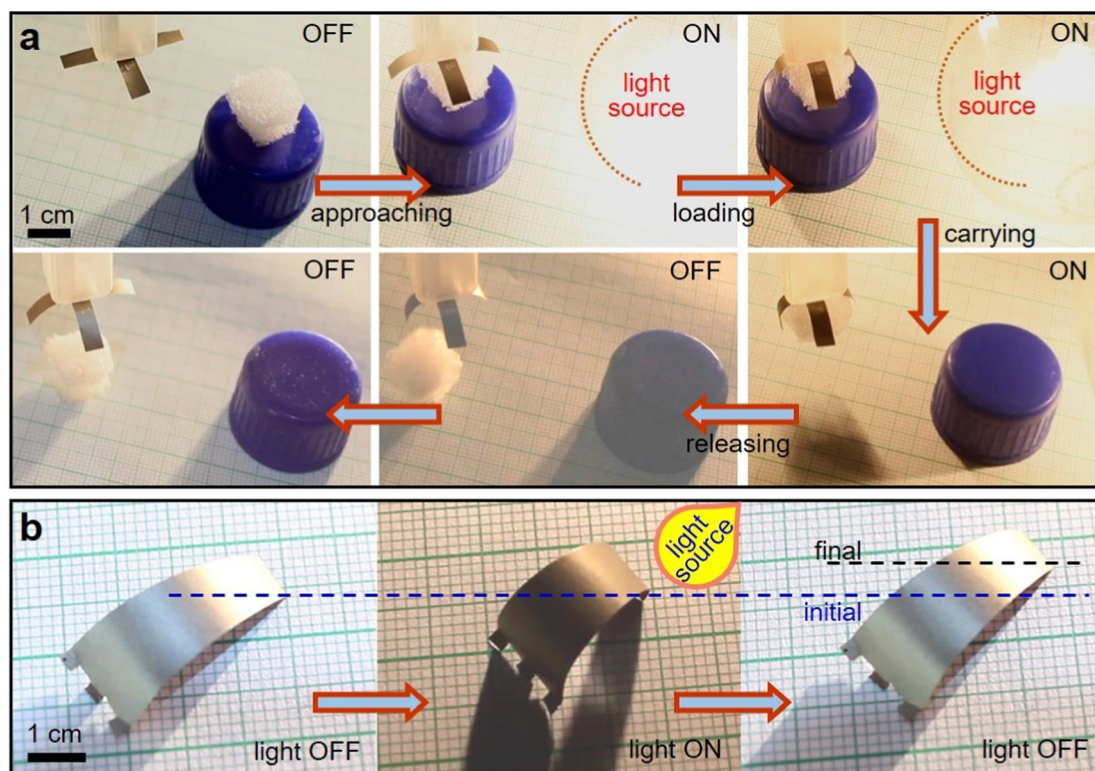 a
OFF
ON
light
source
ON
light
source
1 cm
approaching
loading
carrying
OFF
OFF
ON
releasing
b
light
source
final
initial
1 cm
light OFF
light ON
light OFF